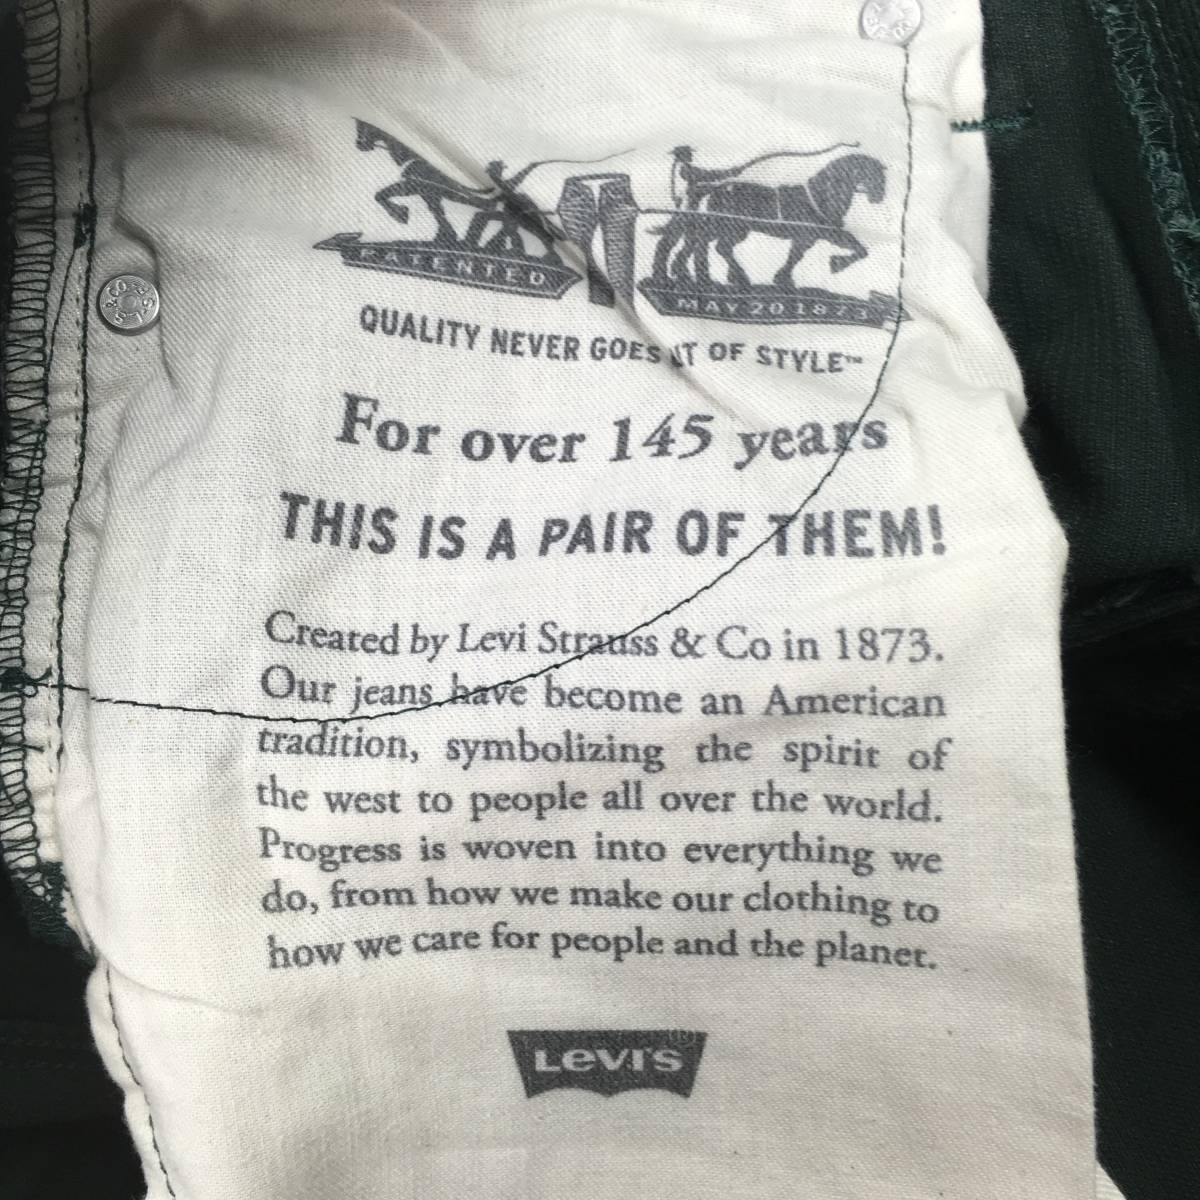 PATENTED
MAY 20 1873
QUALITY NEVER GOES OF STYLE™
For over 145 years
THIS IS A PAIR OF THEM!
Created by Levi Strauss & Co in 1873.
Our jeans have become an American
tradition, symbolizing the spirit of
the west to people all over the world.
Progress is woven into everything we
do, from how we make our clothing to
how we care for people and the planet.
LEVI'S